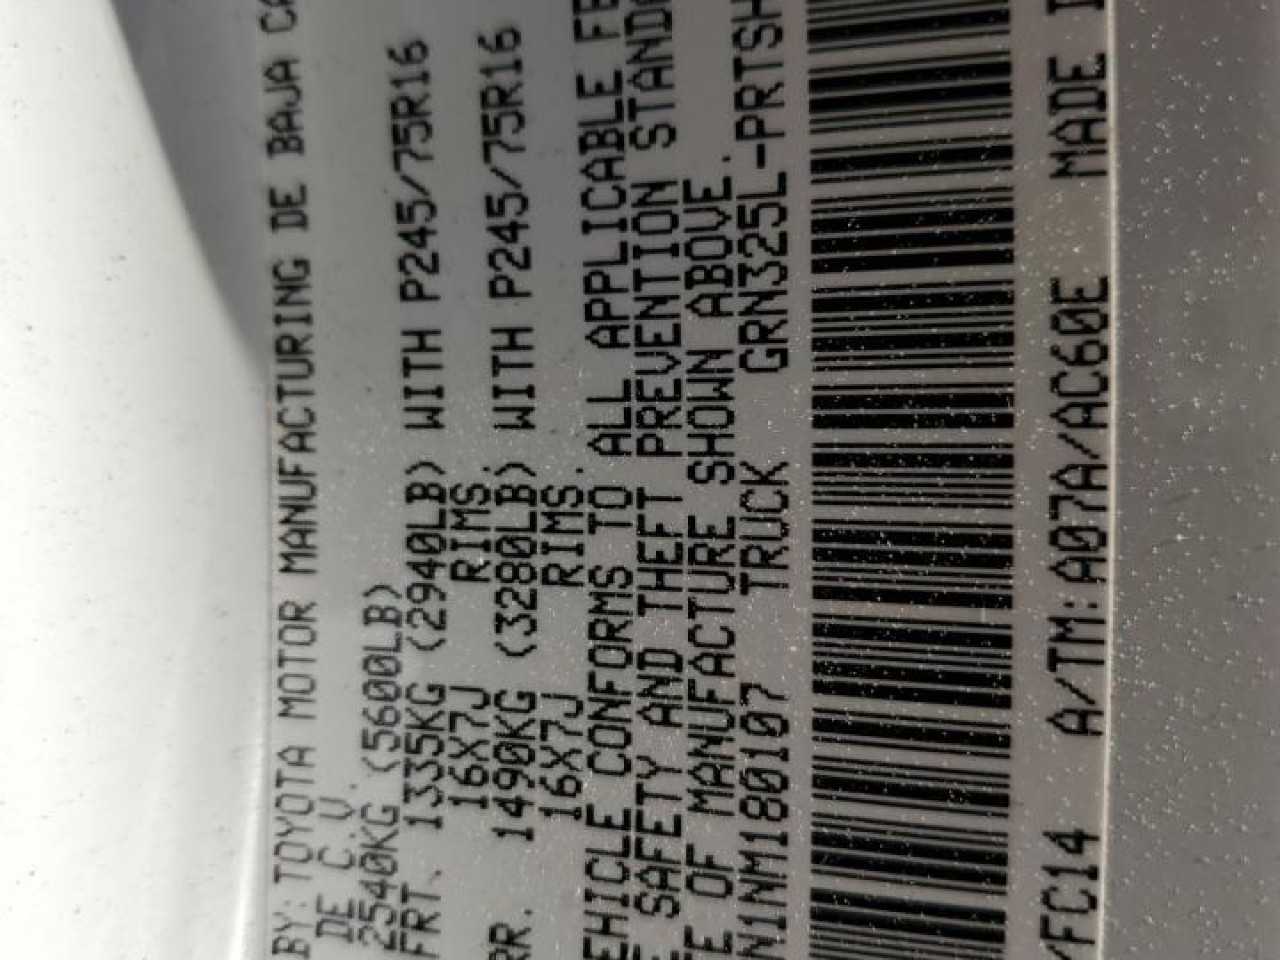 BY: TOYOTA MOTOR MANUFACTURING DE BAJA
DE C.V.
2540KG (5600LB)
FRT. 1335KG (2940LB) WITH P245/75R16
16X7J RIMS.
RR. 1490KG (3280LB) WITH P245/75R16
16X7J RIMS.
EHICLE CONFORMS TO ALL APPLICABLE FE
SAFETY AND THEFT PREVENTION STAND
E OF MANUFACTURE SHOWN ABOVE.
N1NM180107 TRUCK GRN325L-PRTSH
/FC14 A/TM: A07A/AC60E MADE I